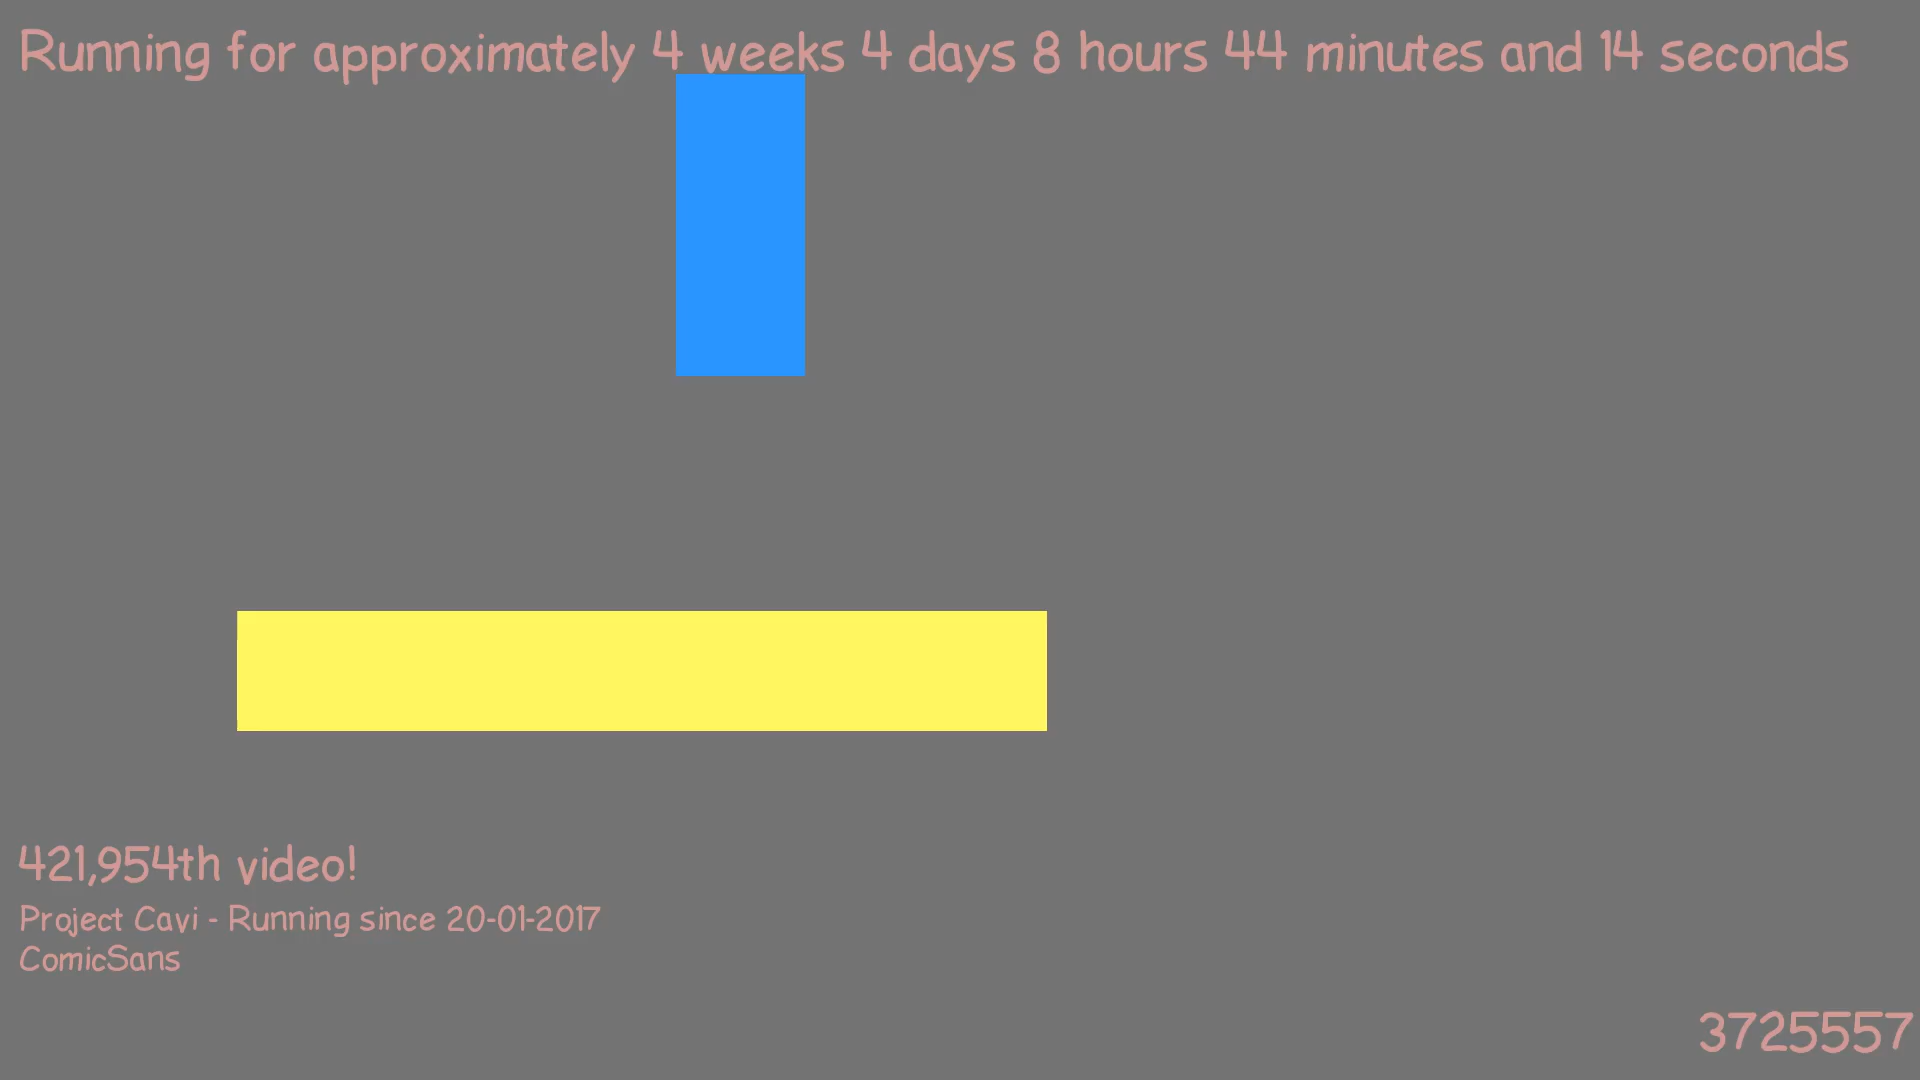 Running for approximately 4 weeks 4 days 8 hours 44 minutes and 14 seconds
421,954th video!
Project Cavi - Running since 20-01-2017
ComicSans
3725557